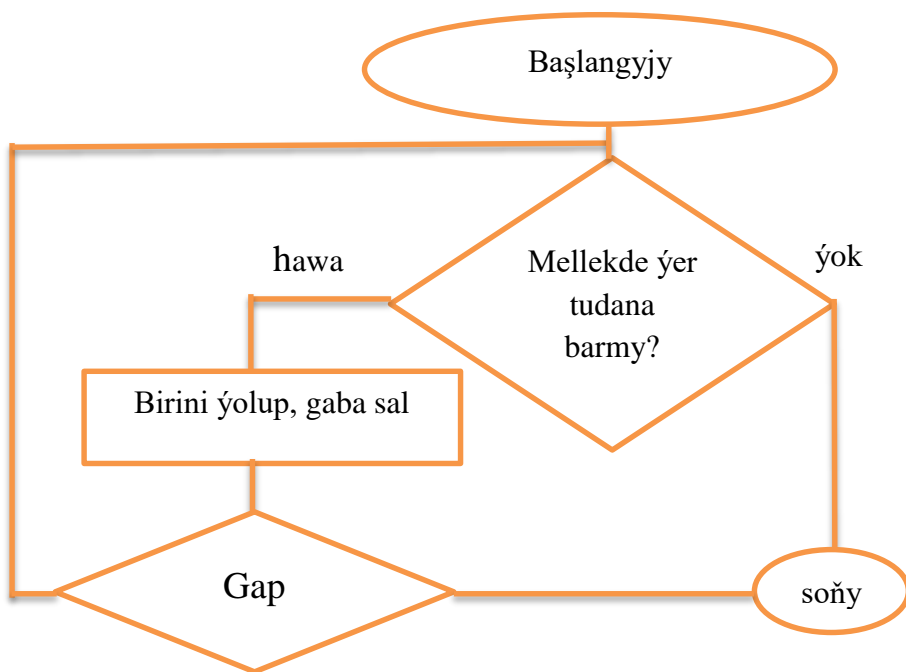 Başlangyjy
hawa
Mellekde ýer
tudana
barmy?
ýok
Birini ýolup, gaba sal
Gap
soňy